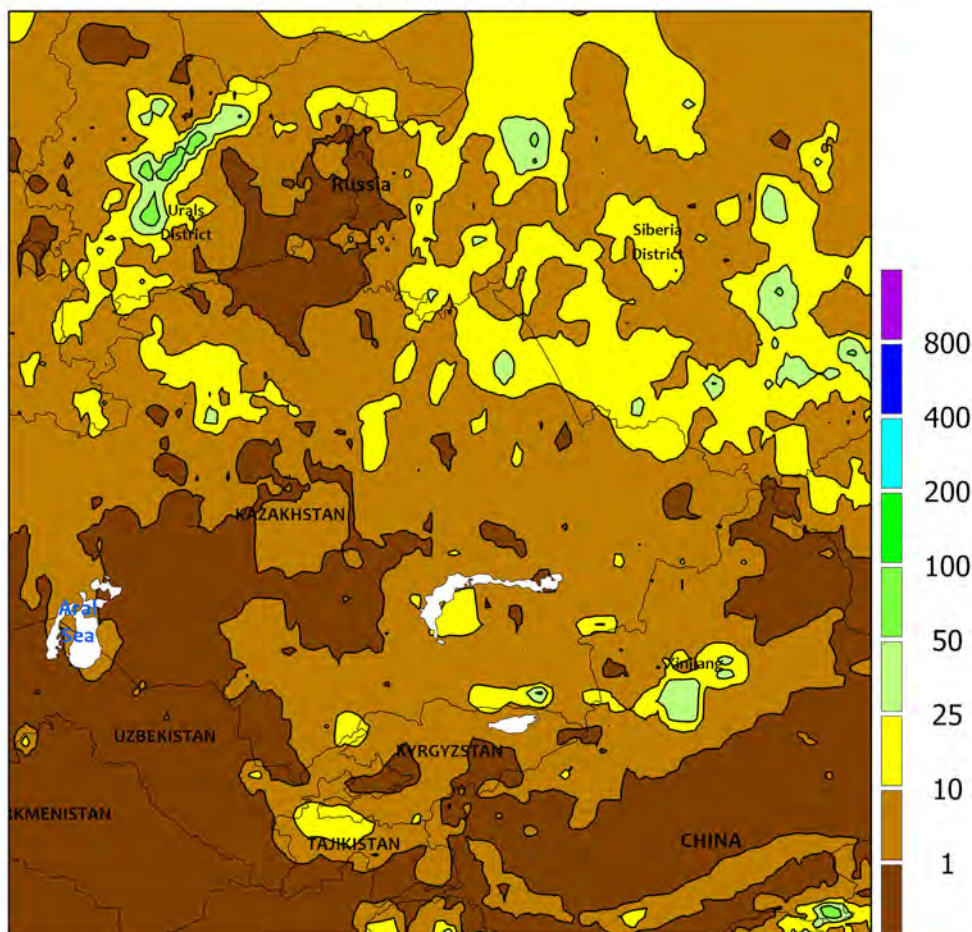 Russia
Urals
District
Siberia
District
KAZAKHSTAN
Aral
Sea
Xinjiang
UZBEKISTAN
KYRGYZSTAN
RKMENISTAN
TAJIKISTAN
CHINA
800
400
200
100
50
25
10
1